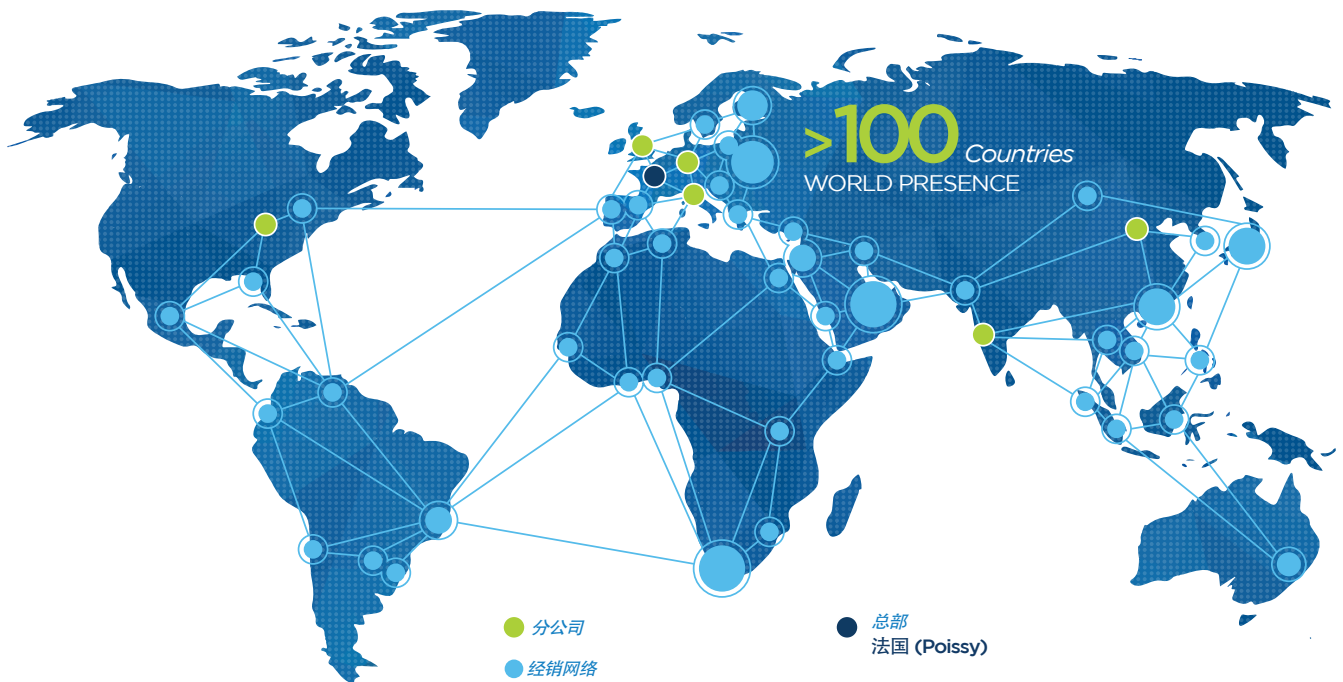 >100 Countries
WORLD PRESENCE
分公司
经销网络
总部
法国 (Poissy)